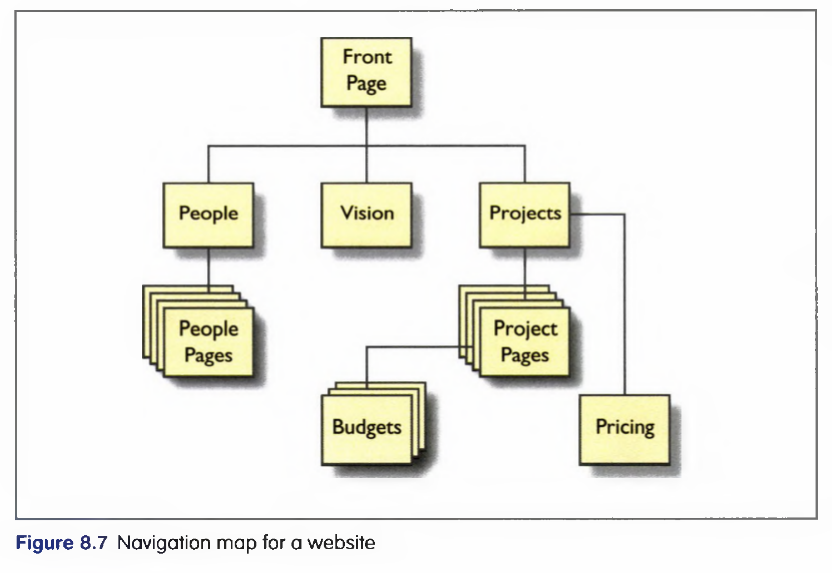 Front
Page
People
Vision
Projects
People
Pages
Project
Pages
Budgets
Pricing
Figure 8.7 Navigation map for a website